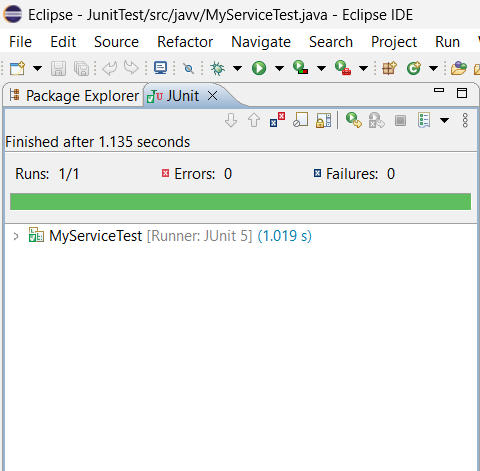 Eclipse - JunitTest/src/javv/MyServiceTest.java - Eclipse IDE
File Edit Source Refactor Navigate Search Project Run
Package Explorer JUnit
Finished after 1.135 seconds
Runs: 1/1 Errors: 0 Failures: 0
MyServiceTest [Runner: JUnit 5] (1.019 s)